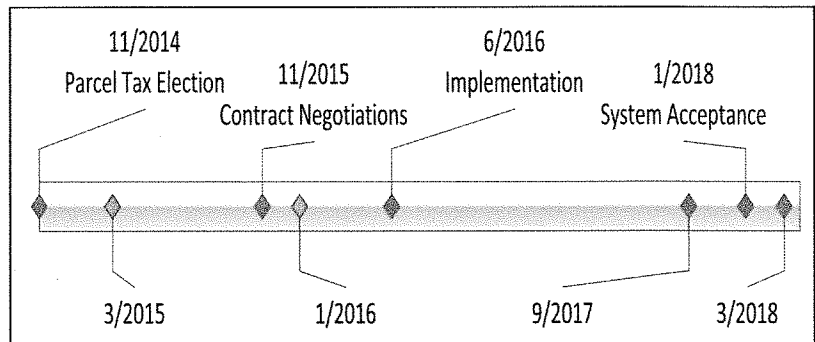 11/2014
Parcel Tax Election
11/2015
Contract Negotiations
6/2016
Implementation
1/2018
System Acceptance
3/2015
1/2016
9/2017
3/2018